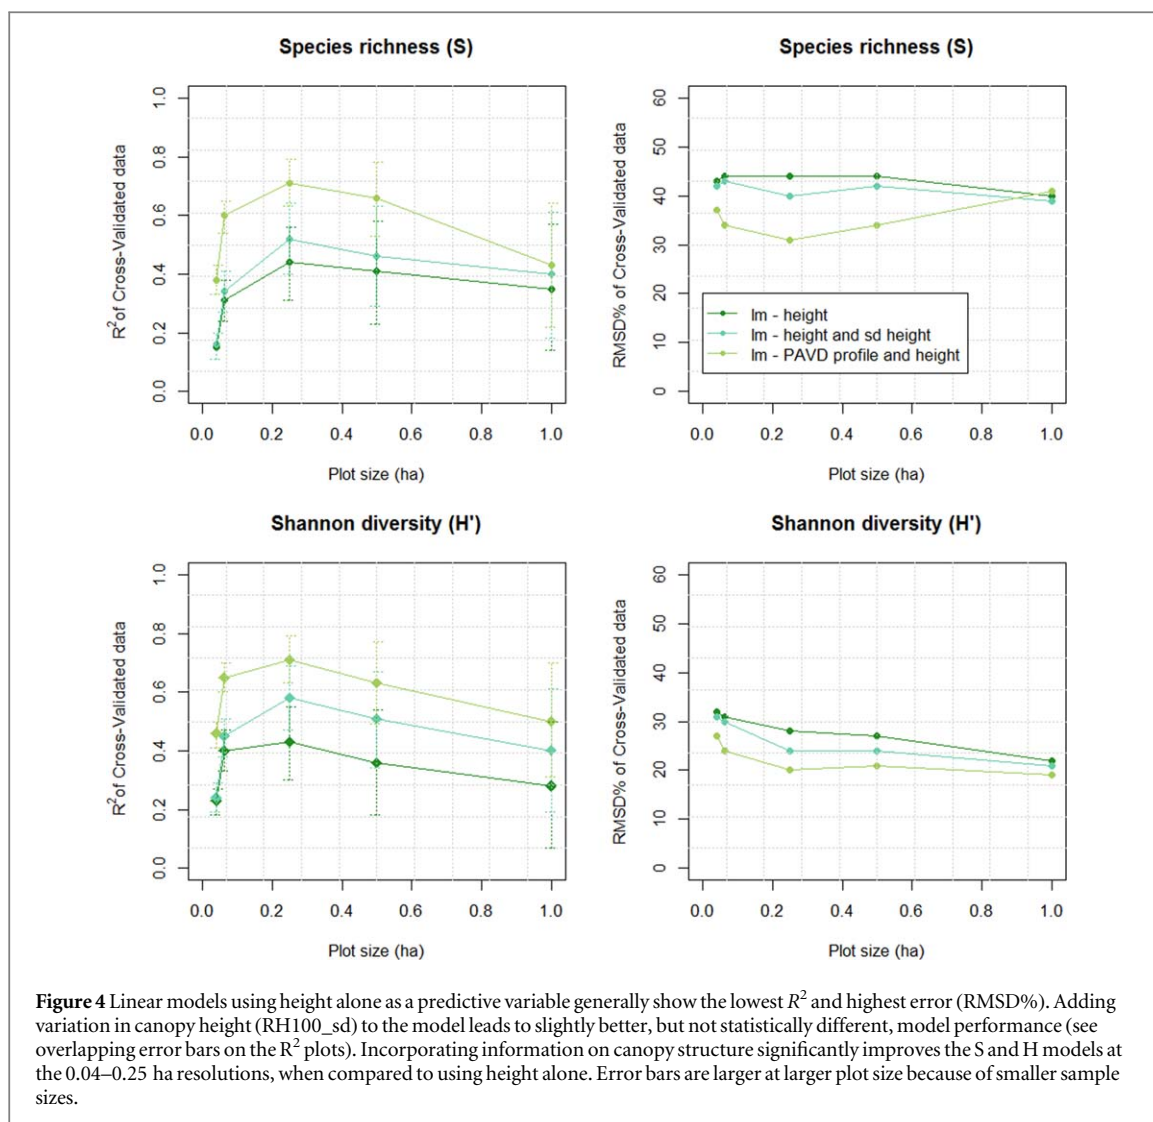 Species richness (S)
R2 of Cross-Validated data
1.0
0.8
0.6
0.4
0.2
0.0
0.0 0.2 0.4 0.6 0.8 1.0
Plot size (ha)
Species richness (S)
RMSD% of Cross-Validated data
60
50
40
30
20
10
0
lm - height
lm - height and sd height
lm - PAVD profile and height
0.0 0.2 0.4 0.6 0.8 1.0
Plot size (ha)
Shannon diversity (H')
R2 of Cross-Validated data
1.0
0.8
0.6
0.4
0.2
0.0
0.0 0.2 0.4 0.6 0.8 1.0
Plot size (ha)
Shannon diversity (H')
RMSD% of Cross-Validated data
60
50
40
30
20
10
0
0.0 0.2 0.4 0.6 0.8 1.0
Plot size (ha)
Figure 4 Linear models using height alone as a predictive variable generally show the lowest R2 and highest error (RMSD%). Adding
variation in canopy height (RH100_sd) to the model leads to slightly better, but not statistically different, model performance (see
overlapping error bars on the R2 plots). Incorporating information on canopy structure significantly improves the S and H models at
the 0.04–0.25 ha resolutions, when compared to using height alone. Error bars are larger at larger plot size because of smaller sample
sizes.